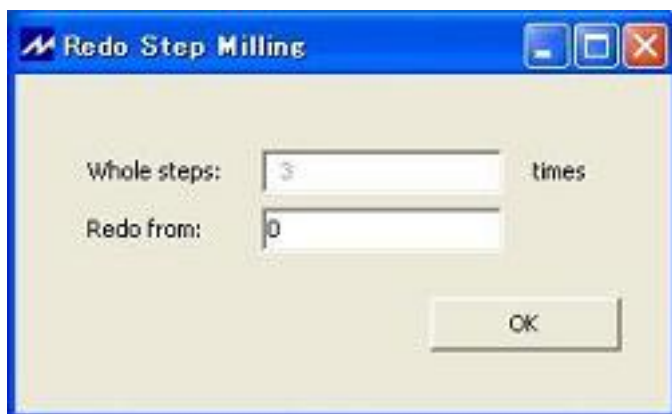 Redo Step Milling
Whole steps: 3 times
Redo from: 0
OK